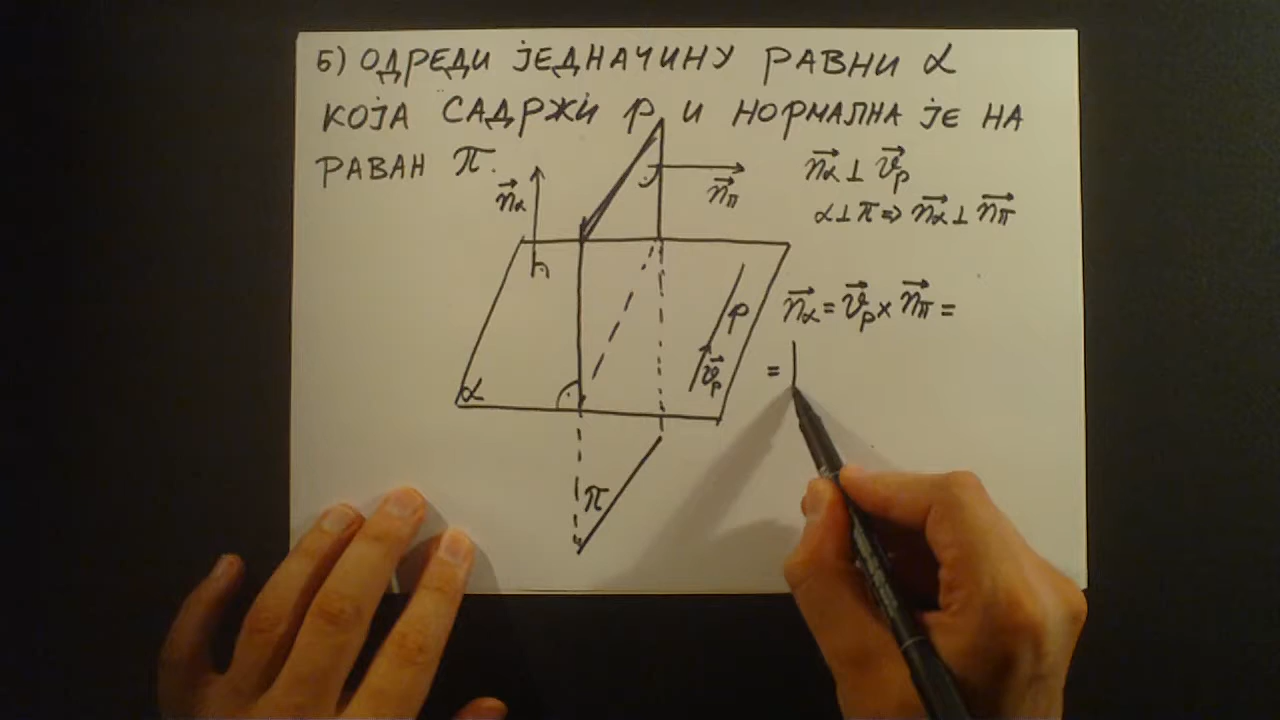 Б) ОДРЕДИ ЈЕДНАЧИНУ РАВНИ α
КОЈА САДРЖИ p И НОРМАЛНА ЈЕ НА
РАВАН π.
n⃗α ⊥ v⃗p
n⃗α
n⃗π
α⊥π ⇒ n⃗α ⊥ n⃗π
n⃗α = v⃗p × n⃗π =
p
= |
v⃗p
α
π